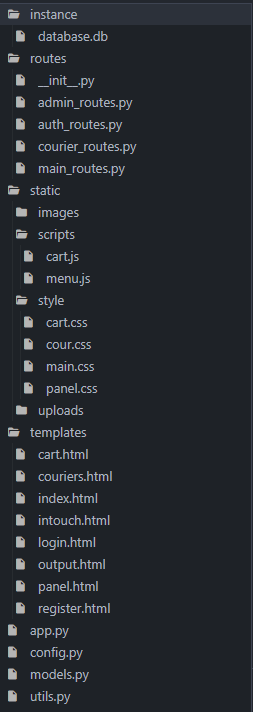 instance
database.db
routes
__init__.py
admin_routes.py
auth_routes.py
courier_routes.py
main_routes.py
static
images
scripts
cart.js
menu.js
style
cart.css
cour.css
main.css
panel.css
uploads
templates
cart.html
couriers.html
index.html
intouch.html
login.html
output.html
panel.html
register.html
app.py
config.py
models.py
utils.py